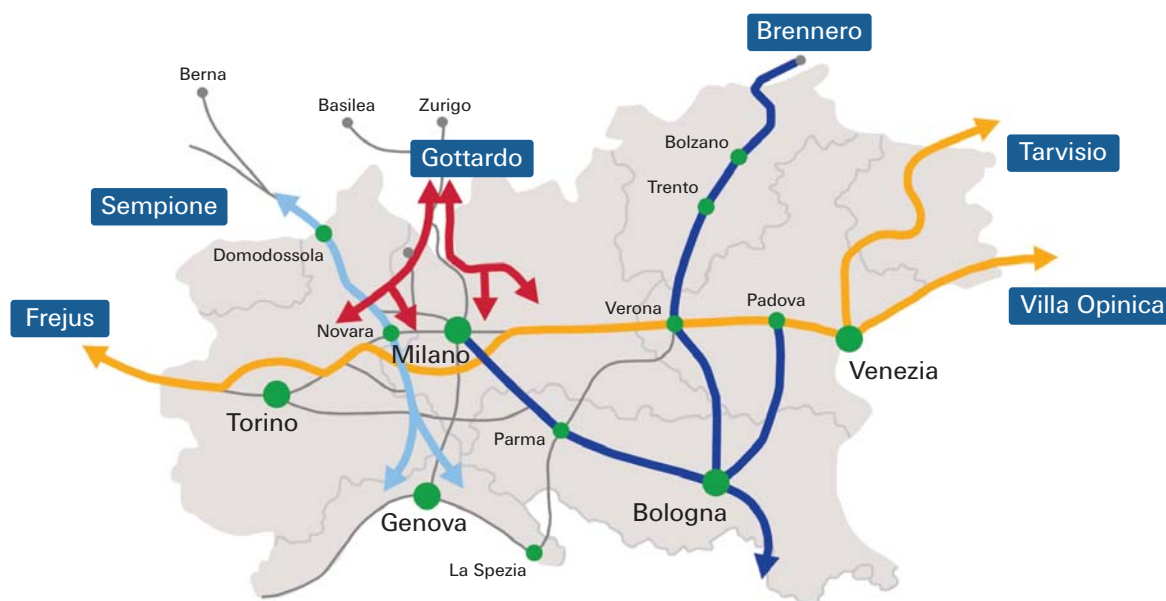 Brennero
Berna
Basilea
Zurigo
Gottardo
Bolzano
Tarvisio
Trento
Sempione
Domodossola
Frejus
Novara
Milano
Verona
Padova
Villa Opinica
Venezia
Torino
Parma
Bologna
Genova
La Spezia